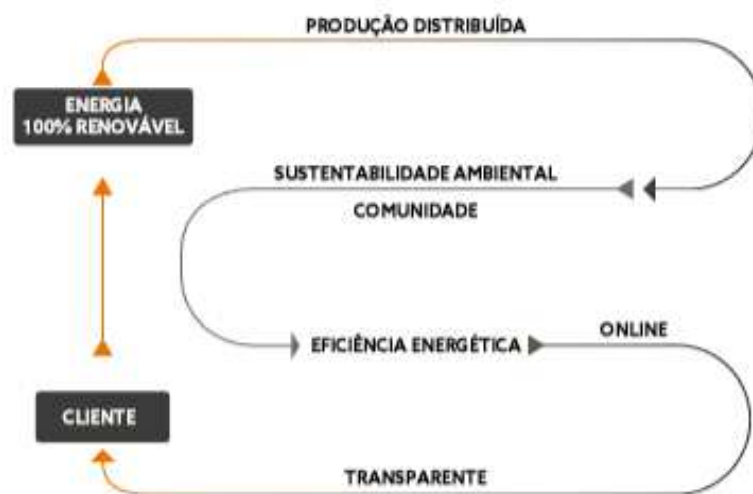 PRODUÇÃO DISTRIBUÍDA
ENERGIA
100% RENOVÁVEL
SUSTENTABILIDADE AMBIENTAL
COMUNIDADE
EFICIÊNCIA ENERGÉTICA
ONLINE
CLIENTE
TRANSPARENTE